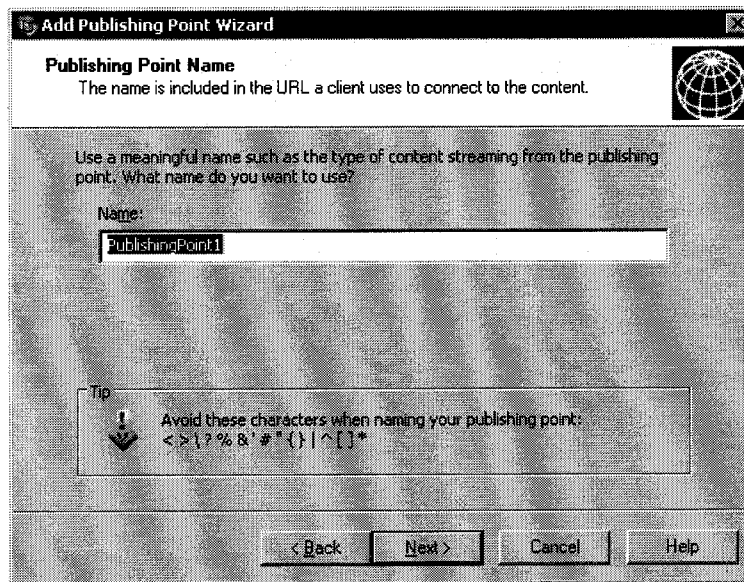 Add Publishing Point Wizard
Publishing Point Name
The name is included in the URL a client uses to connect to the content.
Use a meaningful name such as the type of content streaming from the publishing
point. What name do you want to use?
Name:
PublishingPoint1
Tip
Avoid these characters when naming your publishing point:
< > \ ? % & ' # " { } | ^ [ ] *
< Back
Next >
Cancel
Help